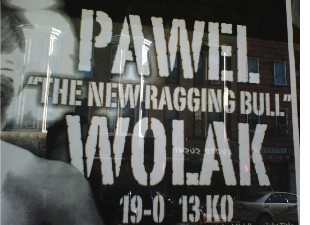 PAWEL
"THE NEW RAGGING BULL"
WOLAK
19-0 13-KO